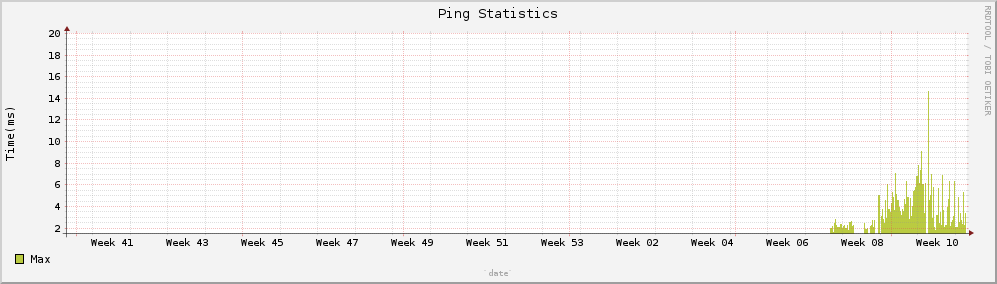 Ping Statistics
RRDTOOL / TOBI OETIKER
Time(ms)
20
18
16
14
12
10
8
6
4
2
Week 41 Week 43 Week 45 Week 47 Week 49 Week 51 Week 53 Week 02 Week 04 Week 06 Week 08 Week 10
Max
`date`